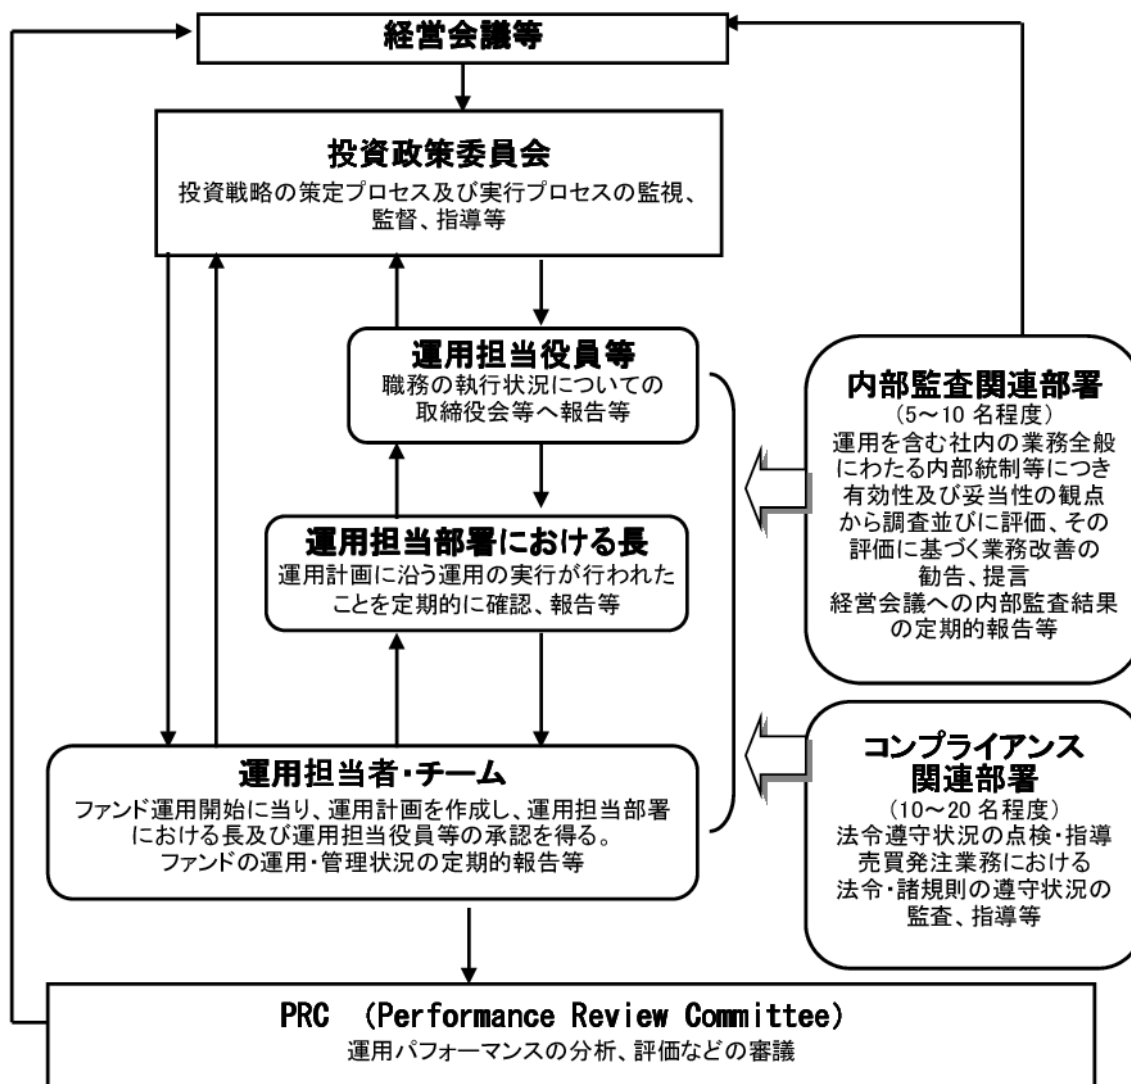 経営会議等
投資政策委員会
投資戦略の策定プロセス及び実行プロセスの監視、
監督、指導等
運用担当役員等
職務の執行状況についての
取締役会等へ報告等
運用担当部署における長
運用計画に沿う運用の実行が行われた
ことを定期的に確認、報告等
運用担当者・チーム
ファンド運用開始に当り、運用計画を作成し、運用担当部署
における長及び運用担当役員等の承認を得る。
ファンドの運用・管理状況の定期的報告等
内部監査関連部署
(5～10 名程度)
運用を含む社内の業務全般
にわたる内部統制等につき
有効性及び妥当性の観点
から調査並びに評価、その
評価に基づく業務改善の
勧告、提言
経営会議への内部監査結果
の定期的報告等
コンプライアンス
関連部署
(10～20 名程度)
法令遵守状況の点検・指導
売買発注業務における
法令・諸規則の遵守状況の
監査、指導等
PRC (Performance Review Committee)
運用パフォーマンスの分析、評価などの審議